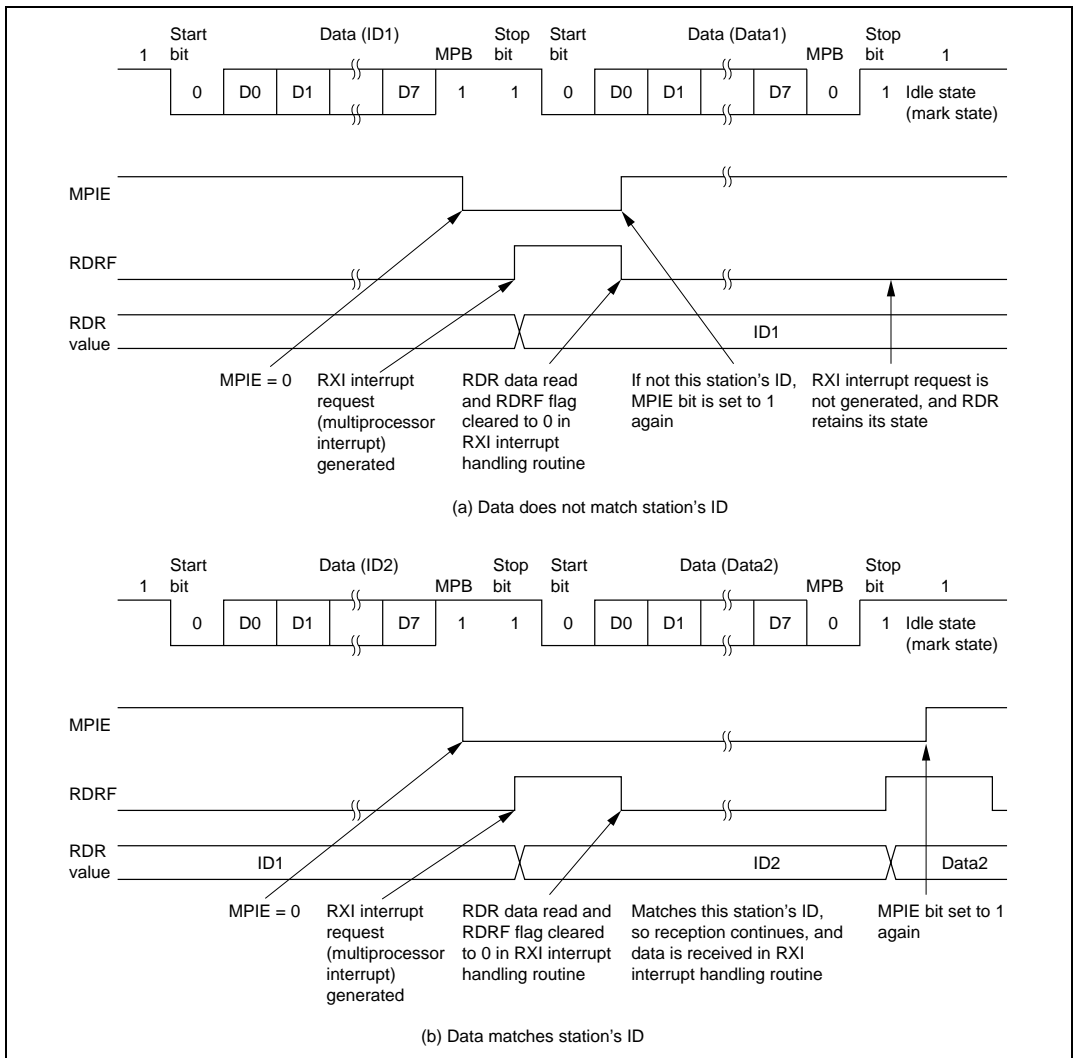 Start Data (ID1) Stop Start Data (Data1) Stop
1 bit MPB bit bit MPB bit 1
0 D0 D1 D7 1 1 0 D0 D1 D7 0 1 Idle state
(mark state)
MPIE
RDRF
RDR
value
ID1
MPIE = 0
RXI interrupt
request
(multiprocessor
interrupt)
generated
RDR data read
and RDRF flag
cleared to 0 in
RXI interrupt
handling routine
If not this station's ID,
MPIE bit is set to 1
again
RXI interrupt request is
not generated, and RDR
retains its state
(a) Data does not match station's ID
Start Data (ID2) Stop Start Data (Data2) Stop
1 bit MPB bit bit MPB bit 1
0 D0 D1 D7 1 1 0 D0 D1 D7 0 1 Idle state
(mark state)
MPIE
RDRF
RDR
value
ID1 ID2 Data2
MPIE = 0
RXI interrupt
request
(multiprocessor
interrupt)
generated
RDR data read and
RDRF flag cleared
to 0 in RXI interrupt
handling routine
Matches this station's ID,
so reception continues, and
data is received in RXI
interrupt handling routine
MPIE bit set to 1
again
(b) Data matches station's ID